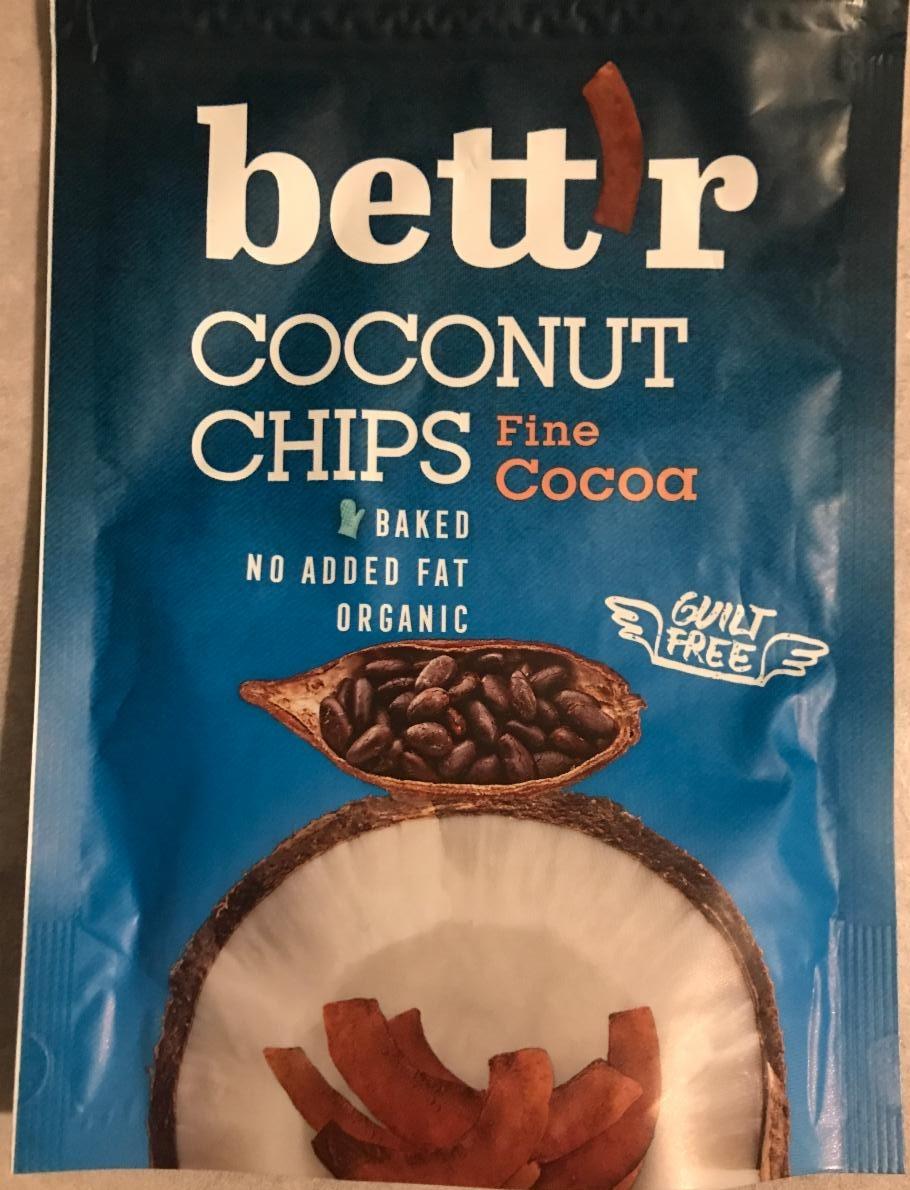 bett'r
COCONUT
CHIPS Fine
Cocoa
BAKED
NO ADDED FAT
ORGANIC
GUILT
FREE